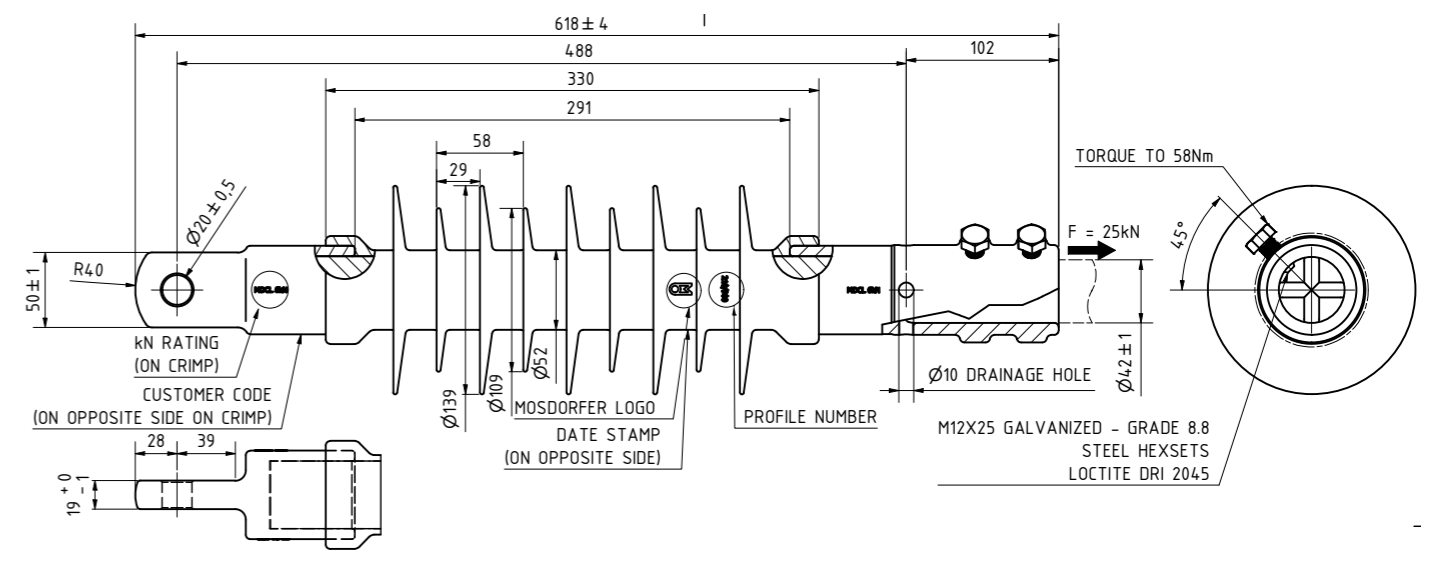 618± 4
I
488
102
330
291
58
29
TORQUE TO 58Nm
Ø20± 0,5
45°
F = 25kN
R40
50± 1
kN RATING
(ON CRIMP)
Ø52
Ø109
Ø139
Ø42± 1
CUSTOMER CODE
(ON OPPOSITE SIDE ON CRIMP)
MOSDORFER LOGO
DATE STAMP
(ON OPPOSITE SIDE)
PROFILE NUMBER
Ø10 DRAINAGE HOLE
M12X25 GALVANIZED - GRADE 8.8
STEEL HEXSETS
LOCTITE DRI 2045
28
39
19 + 0
- 1